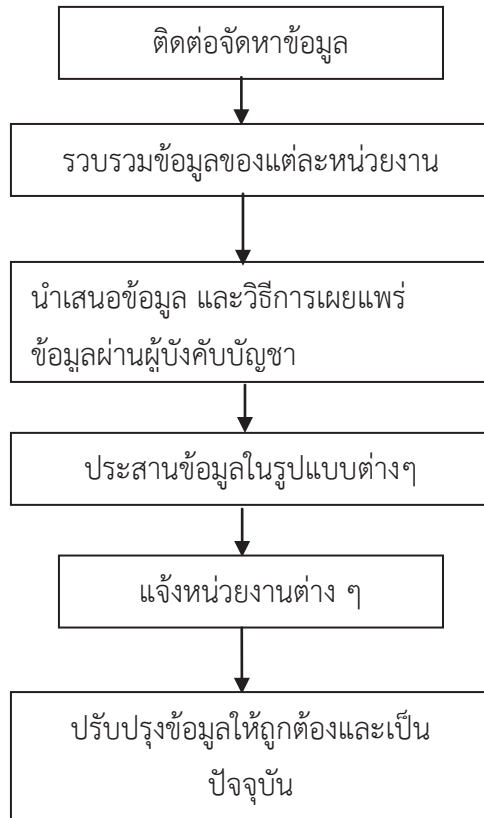 ติดต่อจัดหาข้อมูล
รวบรวมข้อมูลของแต่ละหน่วยงาน
นำเสนอข้อมูล และวิธีการเผยแพร่
ข้อมูลผ่านผู้บังคับบัญชา
ประสานข้อมูลในรูปแบบต่างๆ
แจ้งหน่วยงานต่าง ๆ
ปรับปรุงข้อมูลให้ถูกต้องและเป็น
ปัจจุบัน